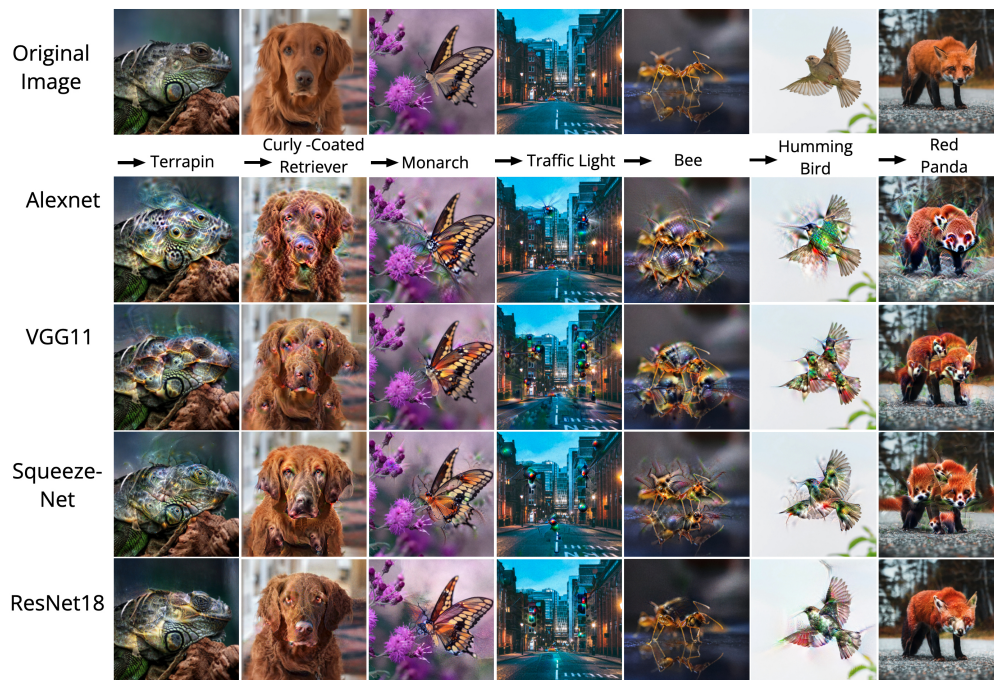 Original
Image
Terrapin
Curly -Coated
Retriever
Monarch
Traffic Light
Bee
Humming
Bird
Red
Panda
Alexnet
VGG11
Squeeze-
Net
ResNet18